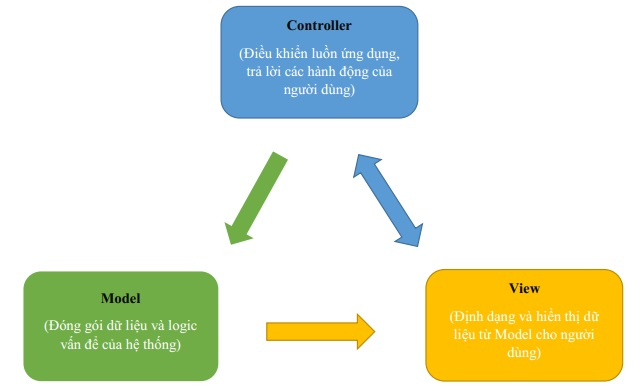 Controller
(Điều khiển luồn ứng dụng,
trả lời các hành động của
người dùng)
Model
(Đóng gói dữ liệu và logic
vấn để của hệ thống)
View
(Định dạng và hiển thị dữ
liệu từ Model cho người
dùng)